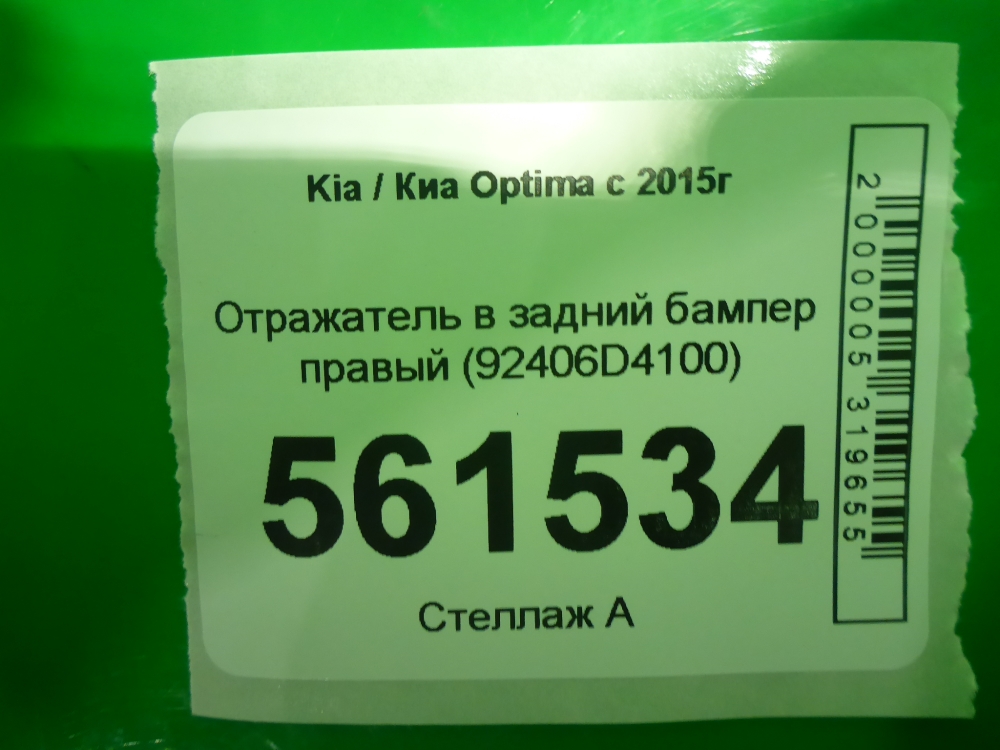 Kia / Киа Optima с 2015г
Отражатель в задний бампер
правый (92406D4100)
561534
Стеллаж А
2000005319655